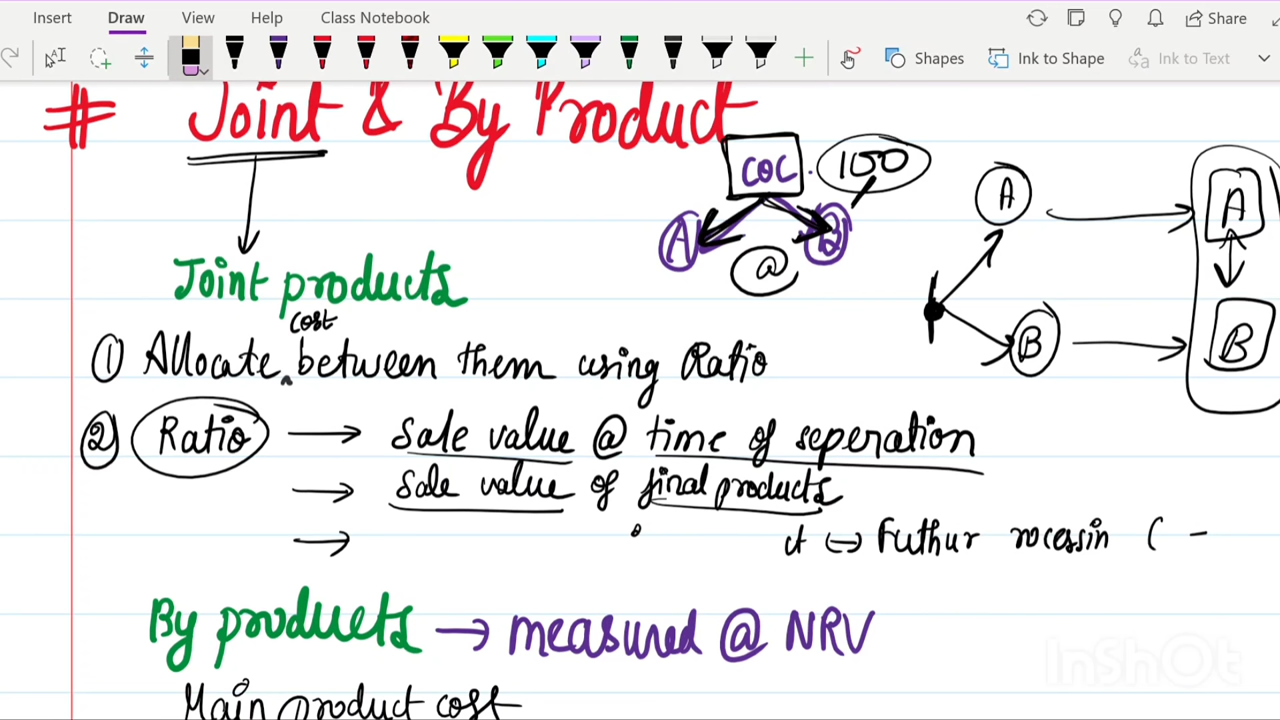 Insert Draw View Help Class Notebook Share
Shapes Ink to Shape Ink to Text
# Joint & By Product
COC 100
A B
@
A A
B B
Joint products
cost
① Allocate between them using Ratio
② Ratio → Sale value @ time of seperation
→ Sale value of final products
→ Futhur rocessin ( -
By products → measured @ NRV
Main product cost
InShOt